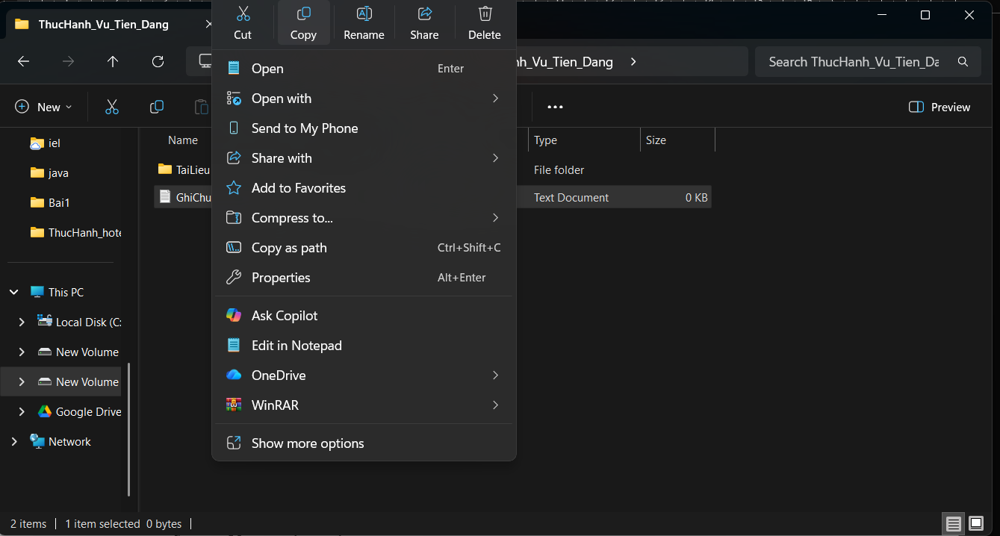 ThucHanh_Vu_Tien_Dang
Cut
Copy
Rename
Share
Delete
h_Vu_Tien_Dang
Search ThucHanh_Vu_Tien_Da
New
Preview
Open Enter
Open with
Send to My Phone
Share with
Add to Favorites
Compress to...
Copy as path Ctrl+Shift+C
Properties Alt+Enter
Ask Copilot
Edit in Notepad
OneDrive
WinRAR
Show more options
iel
java
Bai1
ThucHanh_hote
This PC
Local Disk (C:
New Volume
New Volume
Google Drive
Network
Name Type Size
TaiLieu File folder
GhiChu Text Document 0 KB
2 items 1 item selected 0 bytes